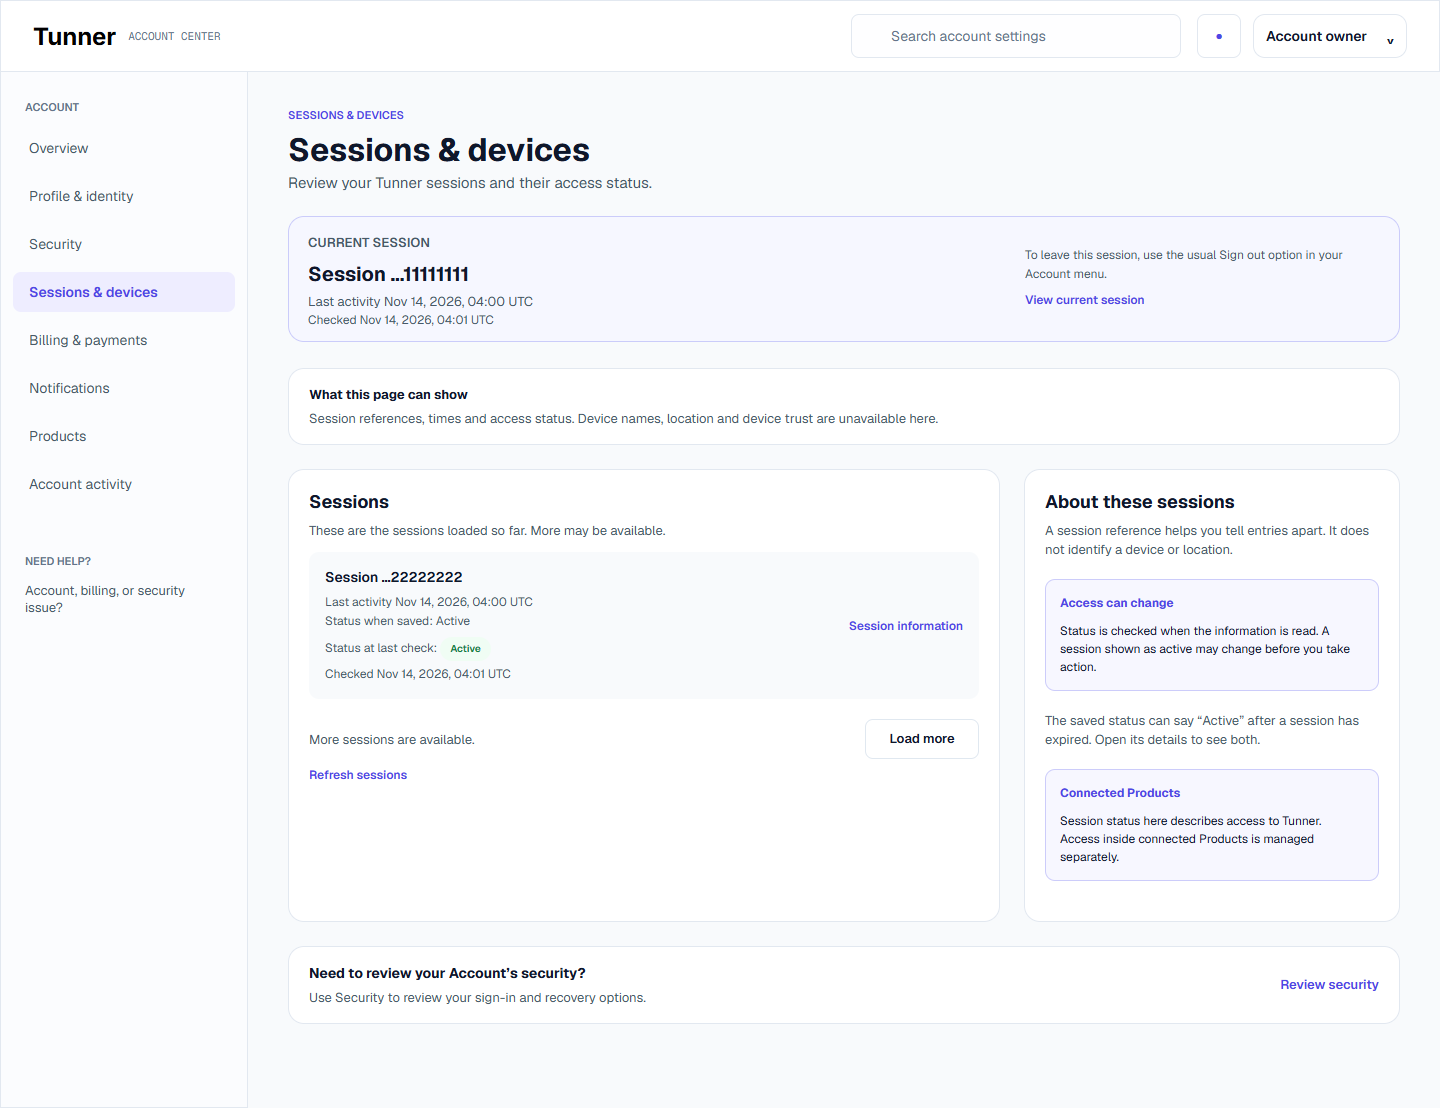 Tunner ACCOUNT CENTER
Search account settings
Account owner
ACCOUNT
Overview
Profile & identity
Security
Sessions & devices
Billing & payments
Notifications
Products
Account activity
NEED HELP?
Account, billing, or security
issue?
SESSIONS & DEVICES
Sessions & devices
Review your Tunner sessions and their access status.
CURRENT SESSION
Session ...11111111
Last activity Nov 14, 2026, 04:00 UTC
Checked Nov 14, 2026, 04:01 UTC
To leave this session, use the usual Sign out option in your
Account menu.
View current session
What this page can show
Session references, times and access status. Device names, location and device trust are unavailable here.
Sessions
These are the sessions loaded so far. More may be available.
Session ...22222222
Last activity Nov 14, 2026, 04:00 UTC
Status when saved: Active
Status at last check: Active
Checked Nov 14, 2026, 04:01 UTC
Session information
More sessions are available.
Load more
Refresh sessions
About these sessions
A session reference helps you tell entries apart. It does
not identify a device or location.
Access can change
Status is checked when the information is read. A
session shown as active may change before you take
action.
The saved status can say “Active” after a session has
expired. Open its details to see both.
Connected Products
Session status here describes access to Tunner.
Access inside connected Products is managed
separately.
Need to review your Account’s security?
Use Security to review your sign-in and recovery options.
Review security